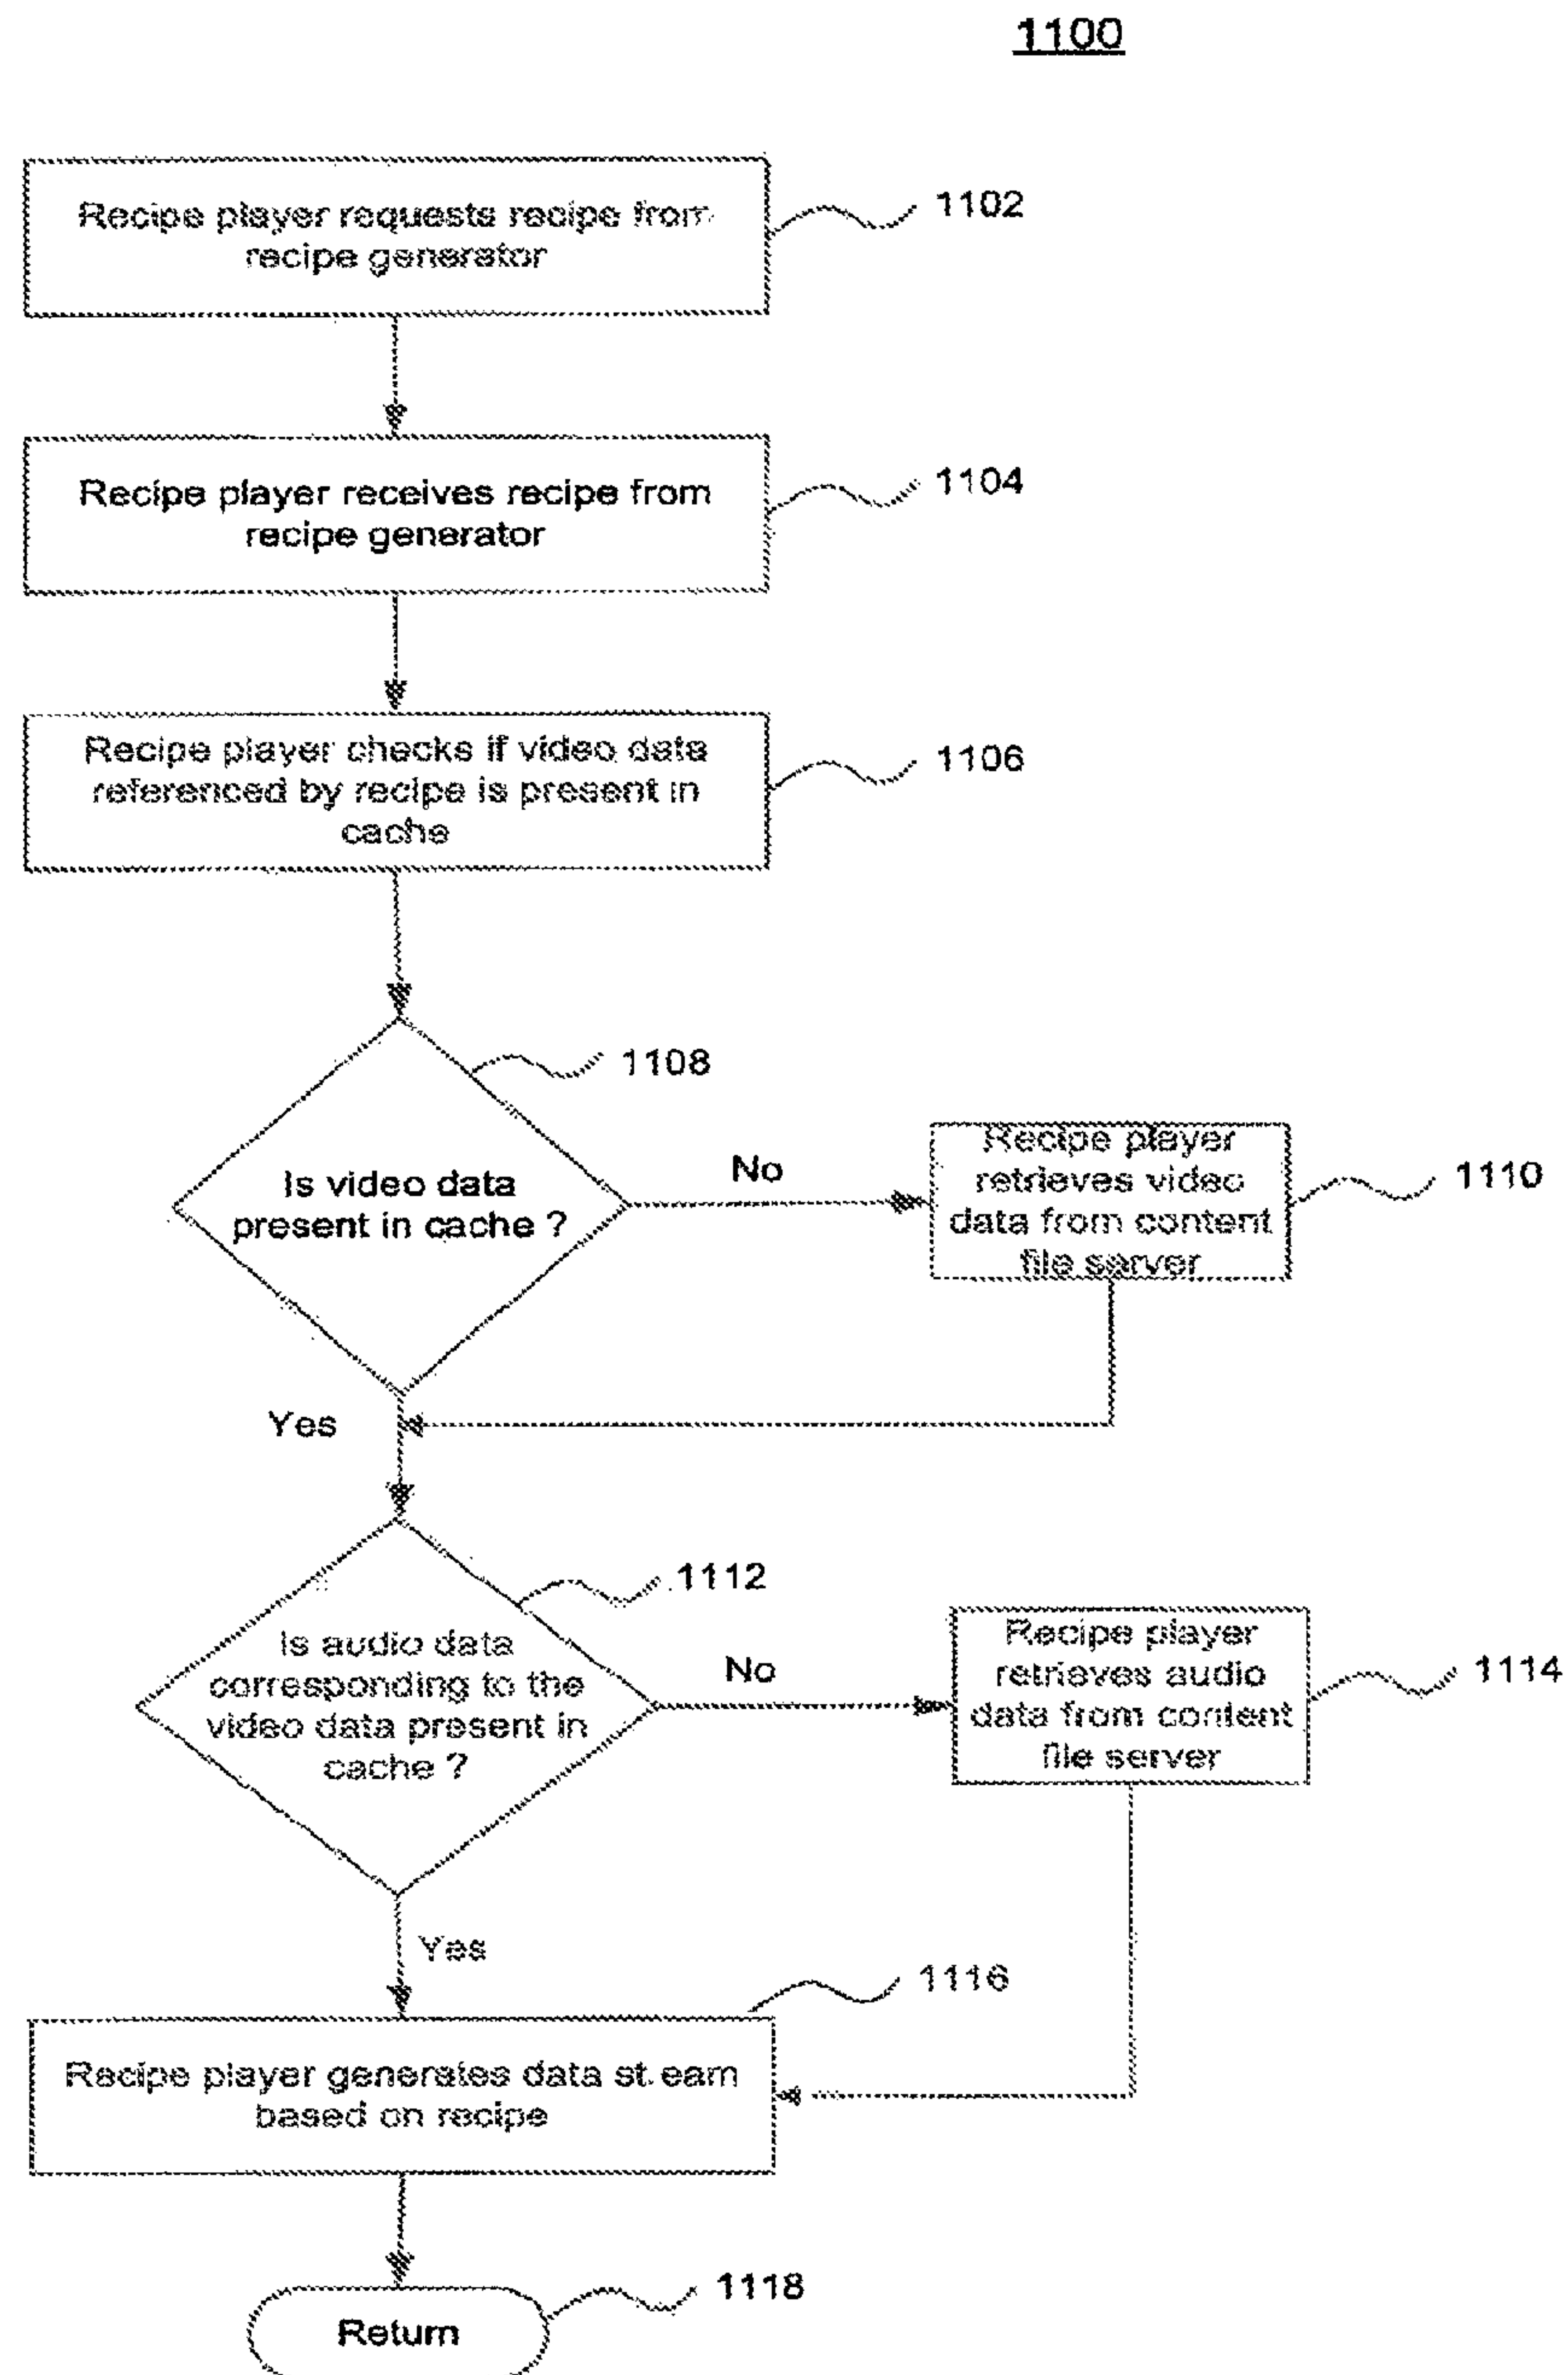 1100
Recipe player requests recipe from
recipe generator
1102
Recipe player receives recipe from
recipe generator
1104
Recipe player checks if video data
referenced by recipe is present in
cache
1106
1108
Is video data
present in cache ?
No
Recipe player
retrieves video
data from content
file server
1110
Yes
1112
Is audio data
corresponding to the
video data present in
cache ?
No
Recipe player
retrieves audio
data from content
file server
1114
Yes
1116
Recipe player generates data st.eam
based on recipe
1118
Return